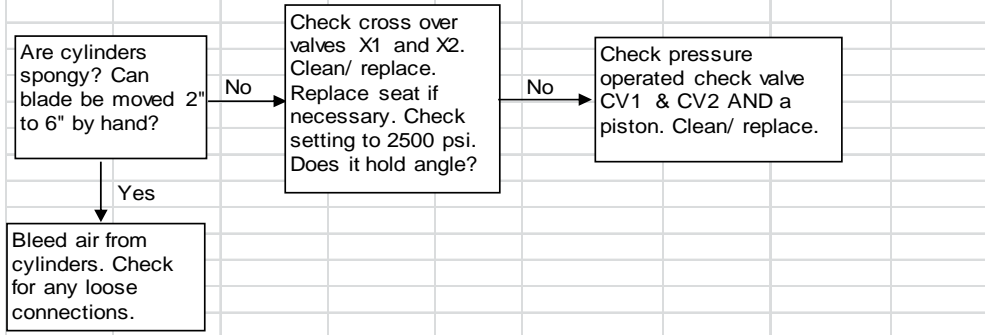 Are cylinders
spongy? Can
blade be moved 2"
to 6" by hand?
No
Check cross over
valves X1 and X2.
Clean/ replace.
Replace seat if
necessary. Check
setting to 2500 psi.
Does it hold angle?
No
Check pressure
operated check valve
CV1 & CV2 AND a
piston. Clean/ replace.
Yes
Bleed air from
cylinders. Check
for any loose
connections.